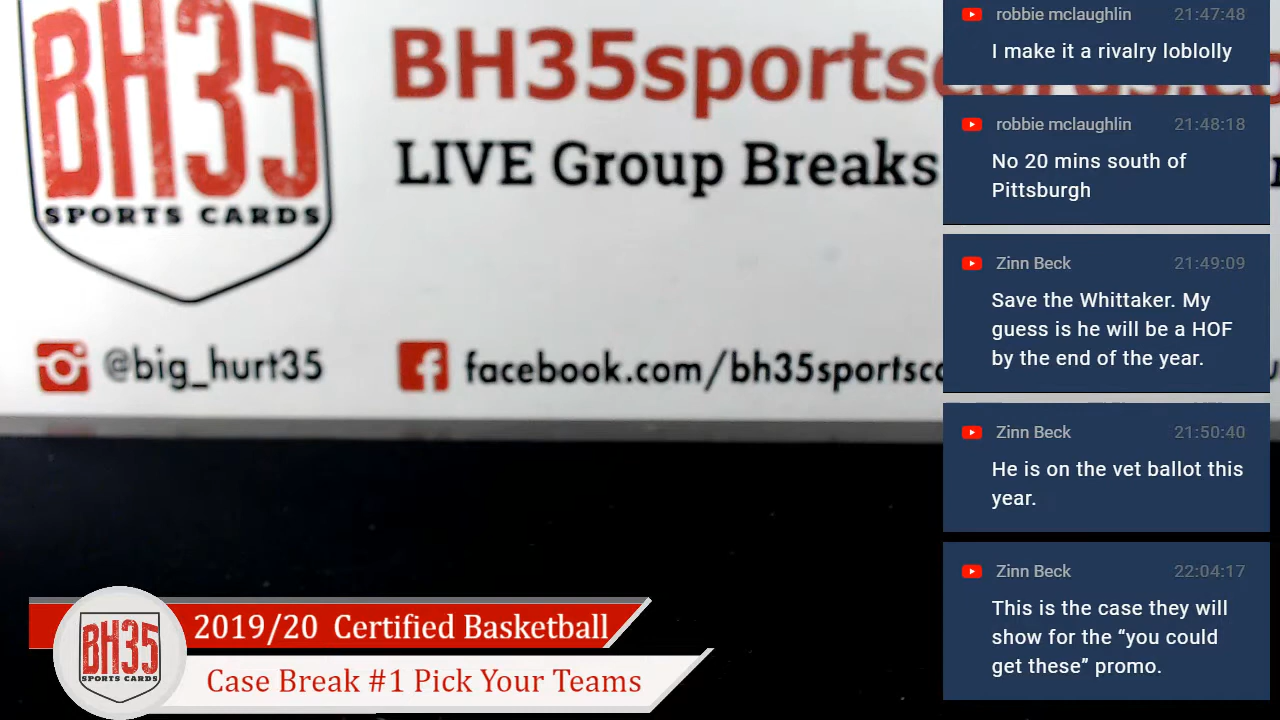 BH35
SPORTS CARDS
BH35sportscards.co
LIVE Group Breaks
@big_hurt35
facebook.com/bh35sportsc
robbie mclaughlin 21:47:48
I make it a rivalry loblolly
robbie mclaughlin 21:48:18
No 20 mins south of
Pittsburgh
Zinn Beck 21:49:09
Save the Whittaker. My
guess is he will be a HOF
by the end of the year.
Zinn Beck 21:50:40
He is on the vet ballot this
year.
Zinn Beck 22:04:17
This is the case they will
show for the “you could
get these” promo.
BH35
SPORTS CARDS
2019/20 Certified Basketball
Case Break #1 Pick Your Teams